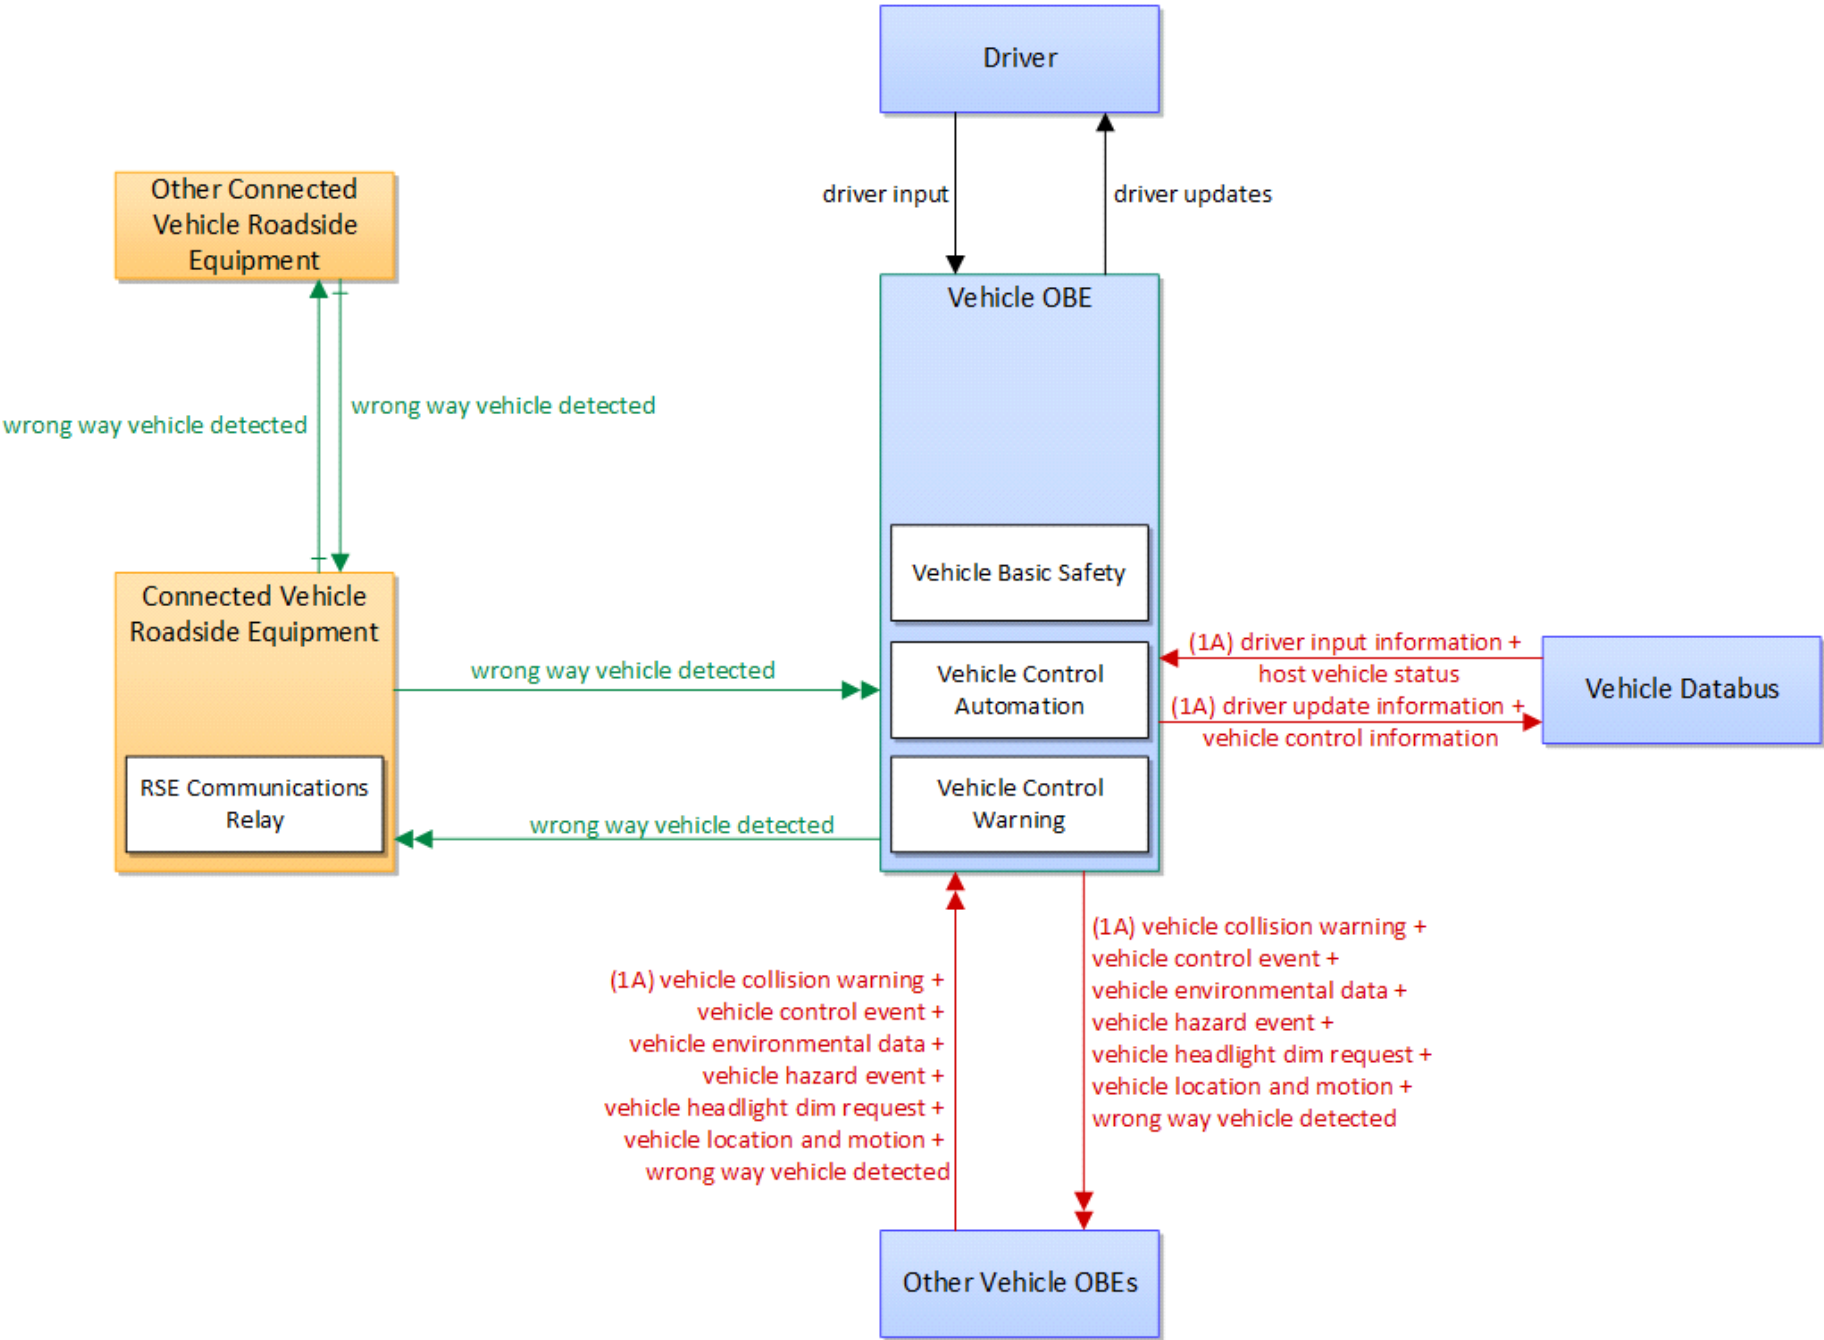 Driver
driver input
driver updates
Other Connected
Vehicle Roadside
Equipment
wrong way vehicle detected
wrong way vehicle detected
Vehicle OBE
Vehicle Basic Safety
Vehicle Control
Automation
Vehicle Control
Warning
Connected Vehicle
Roadside Equipment
RSE Communications
Relay
wrong way vehicle detected
wrong way vehicle detected
(1A) driver input information +
host vehicle status
(1A) driver update information +
vehicle control information
Vehicle Databus
(1A) vehicle collision warning +
vehicle control event +
vehicle environmental data +
vehicle hazard event +
vehicle headlight dim request +
vehicle location and motion +
wrong way vehicle detected
(1A) vehicle collision warning +
vehicle control event +
vehicle environmental data +
vehicle hazard event +
vehicle headlight dim request +
vehicle location and motion +
wrong way vehicle detected
Other Vehicle OBEs